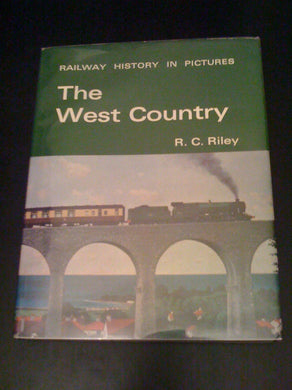 RAILWAY HISTORY IN PICTURES
The
West Country
R. C. Riley